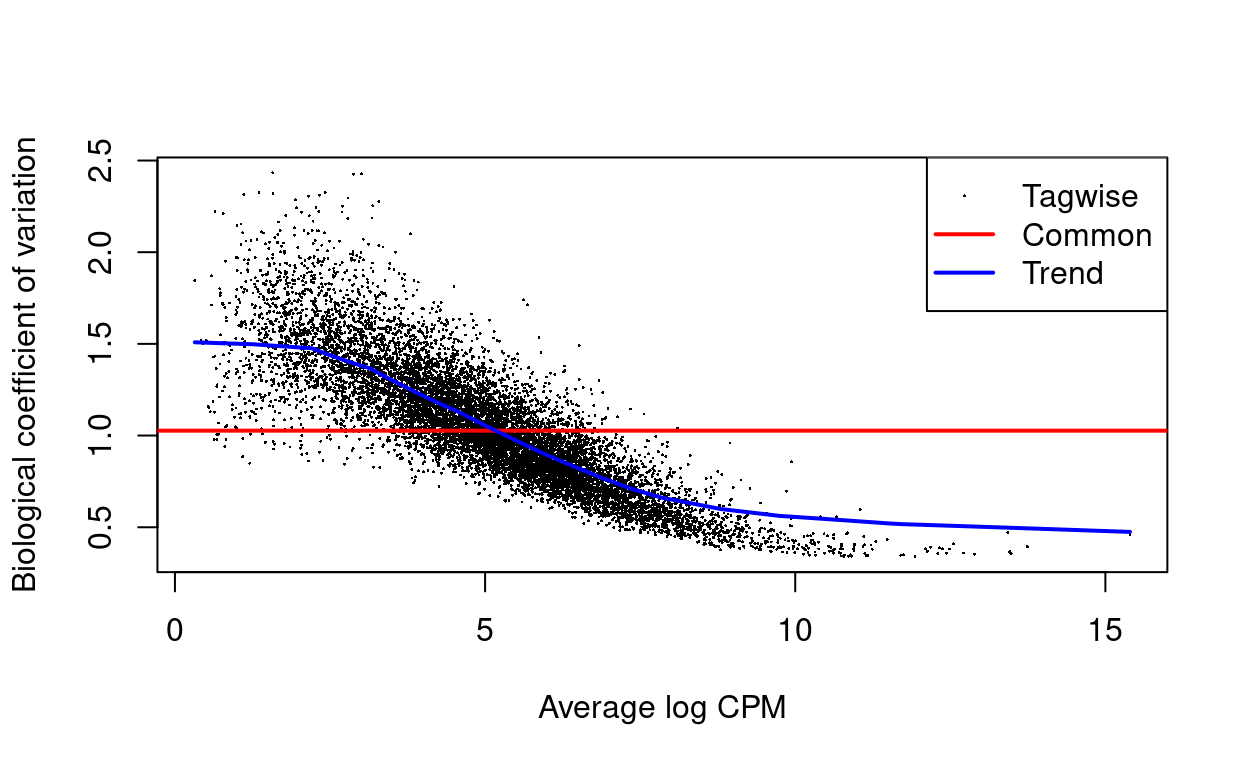 Biological coefficient of variation
2.5
2.0
1.5
1.0
0.5
Tagwise
Common
Trend
0 5 10 15
Average log CPM